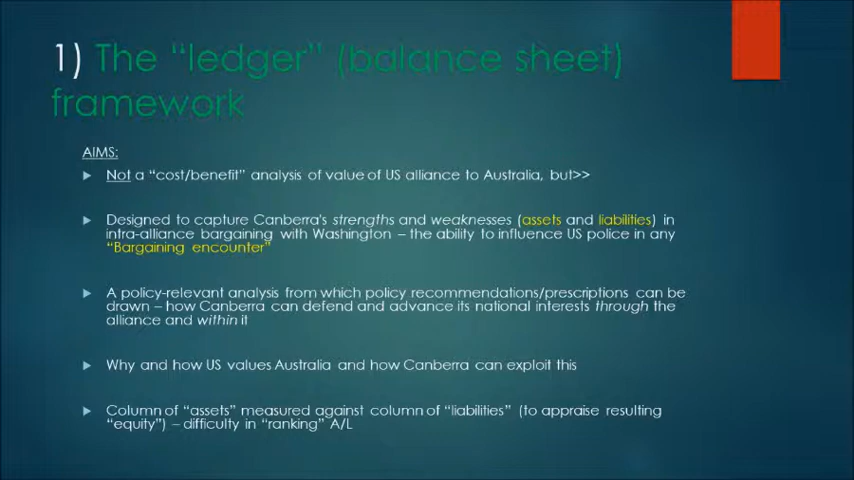 1) The “ledger” (balance sheet)
framework
AIMS:
Not a “cost/benefit” analysis of value of US alliance to Australia, but>>
Designed to capture Canberra's strengths and weaknesses (assets and liabilities) in
intra-alliance bargaining with Washington – the ability to influence US police in any
“Bargaining encounter”
A policy-relevant analysis from which policy recommendations/prescriptions can be
drawn – how Canberra can defend and advance its national interests through the
alliance and within it
Why and how US values Australia and how Canberra can exploit this
Column of “assets” measured against column of “liabilities” (to appraise resulting
“equity”) – difficulty in “ranking” A/L